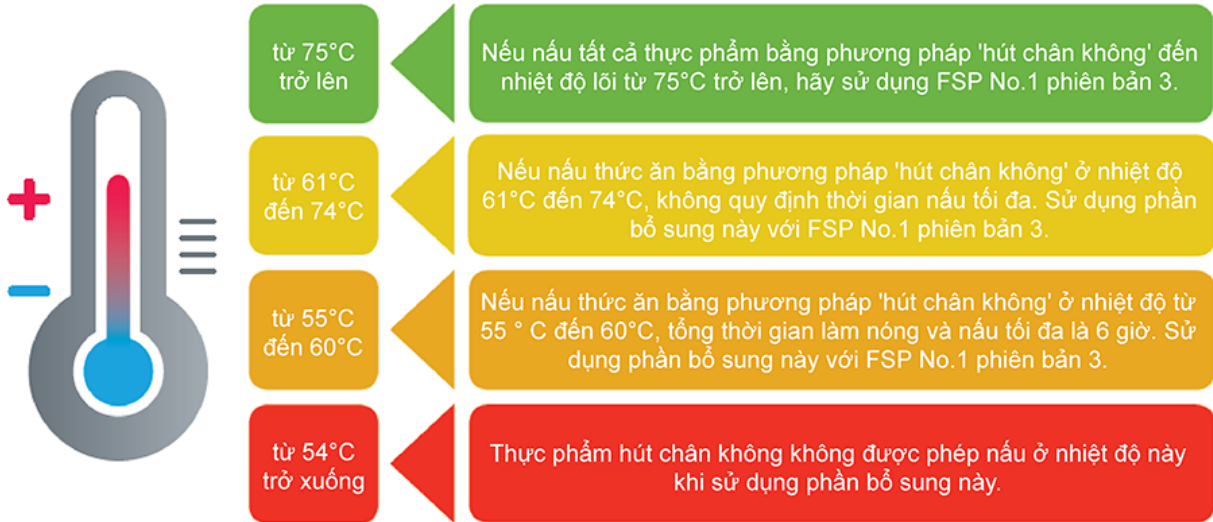 từ 75°C
trở lên
Nếu nấu tất cả thực phẩm bằng phương pháp 'hút chân không' đến
nhiệt độ lõi từ 75°C trở lên, hãy sử dụng FSP No.1 phiên bản 3.
từ 61°C
đến 74°C
Nếu nấu thức ăn bằng phương pháp 'hút chân không' ở nhiệt độ
61°C đến 74°C, không quy định thời gian nấu tối đa. Sử dụng phần
bổ sung này với FSP No.1 phiên bản 3.
từ 55°C
đến 60°C
Nếu nấu thức ăn bằng phương pháp 'hút chân không' ở nhiệt độ từ
55 ° C đến 60°C, tổng thời gian làm nóng và nấu tối đa là 6 giờ. Sử
dụng phần bổ sung này với FSP No.1 phiên bản 3.
từ 54°C
trở xuống
Thực phẩm hút chân không không được phép nấu ở nhiệt độ này
khi sử dụng phần bổ sung này.